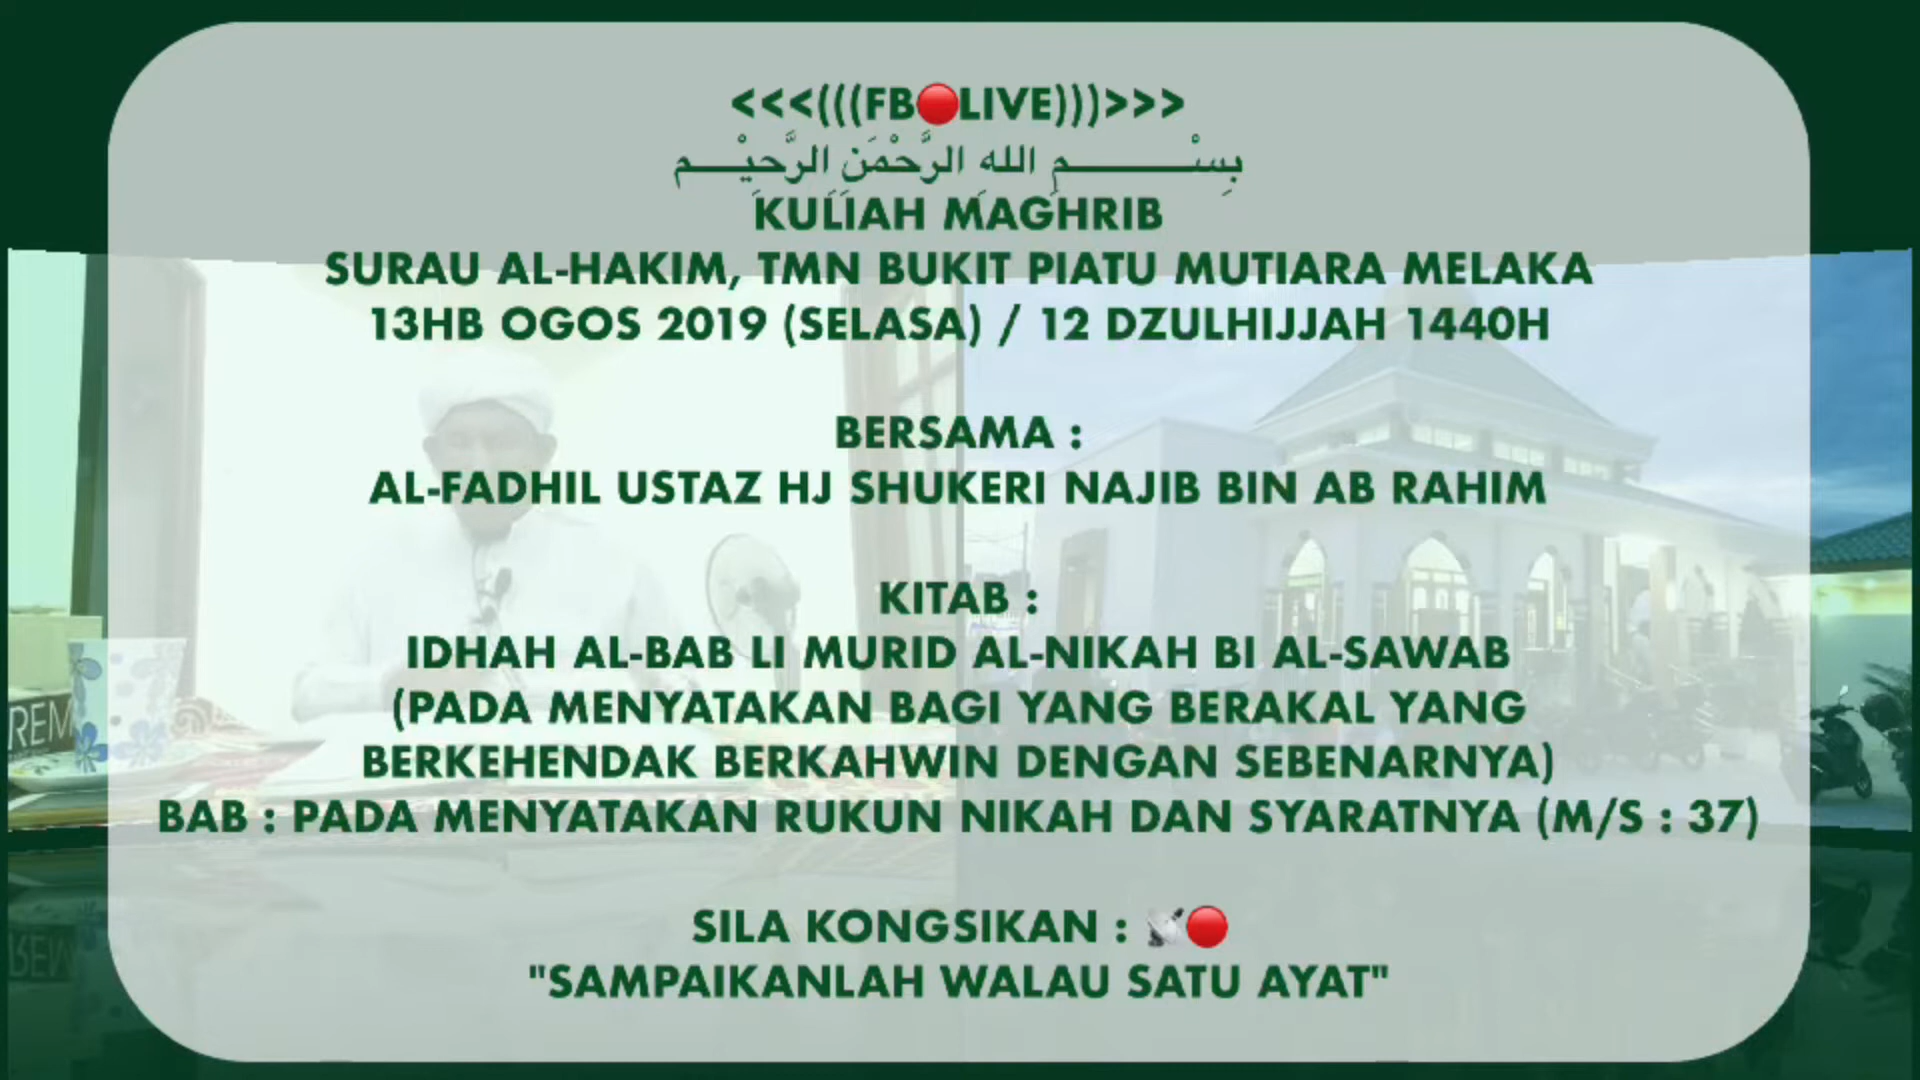 <<<(((FB🔴LIVE)))>>>
بِسْــــــــــمِ اللهِ الرَّحْمَنِ الرَّحِيْـــمِ
KULIAH MAGHRIB
SURAU AL-HAKIM, TMN BUKIT PIATU MUTIARA MELAKA
13HB OGOS 2019 (SELASA) / 12 DZULHIJJAH 1440H
BERSAMA :
AL-FADHIL USTAZ HJ SHUKERI NAJIB BIN AB RAHIM
KITAB :
IDHAH AL-BAB LI MURID AL-NIKAH BI AL-SAWAB
(PADA MENYATAKAN BAGI YANG BERAKAL YANG
BERKEHENDAK BERKAHWIN DENGAN SEBENARNYA)
BAB : PADA MENYATAKAN RUKUN NIKAH DAN SYARATNYA (M/S : 37)
SILA KONGSIKAN : 📡🔴
"SAMPAIKANLAH WALAU SATU AYAT"